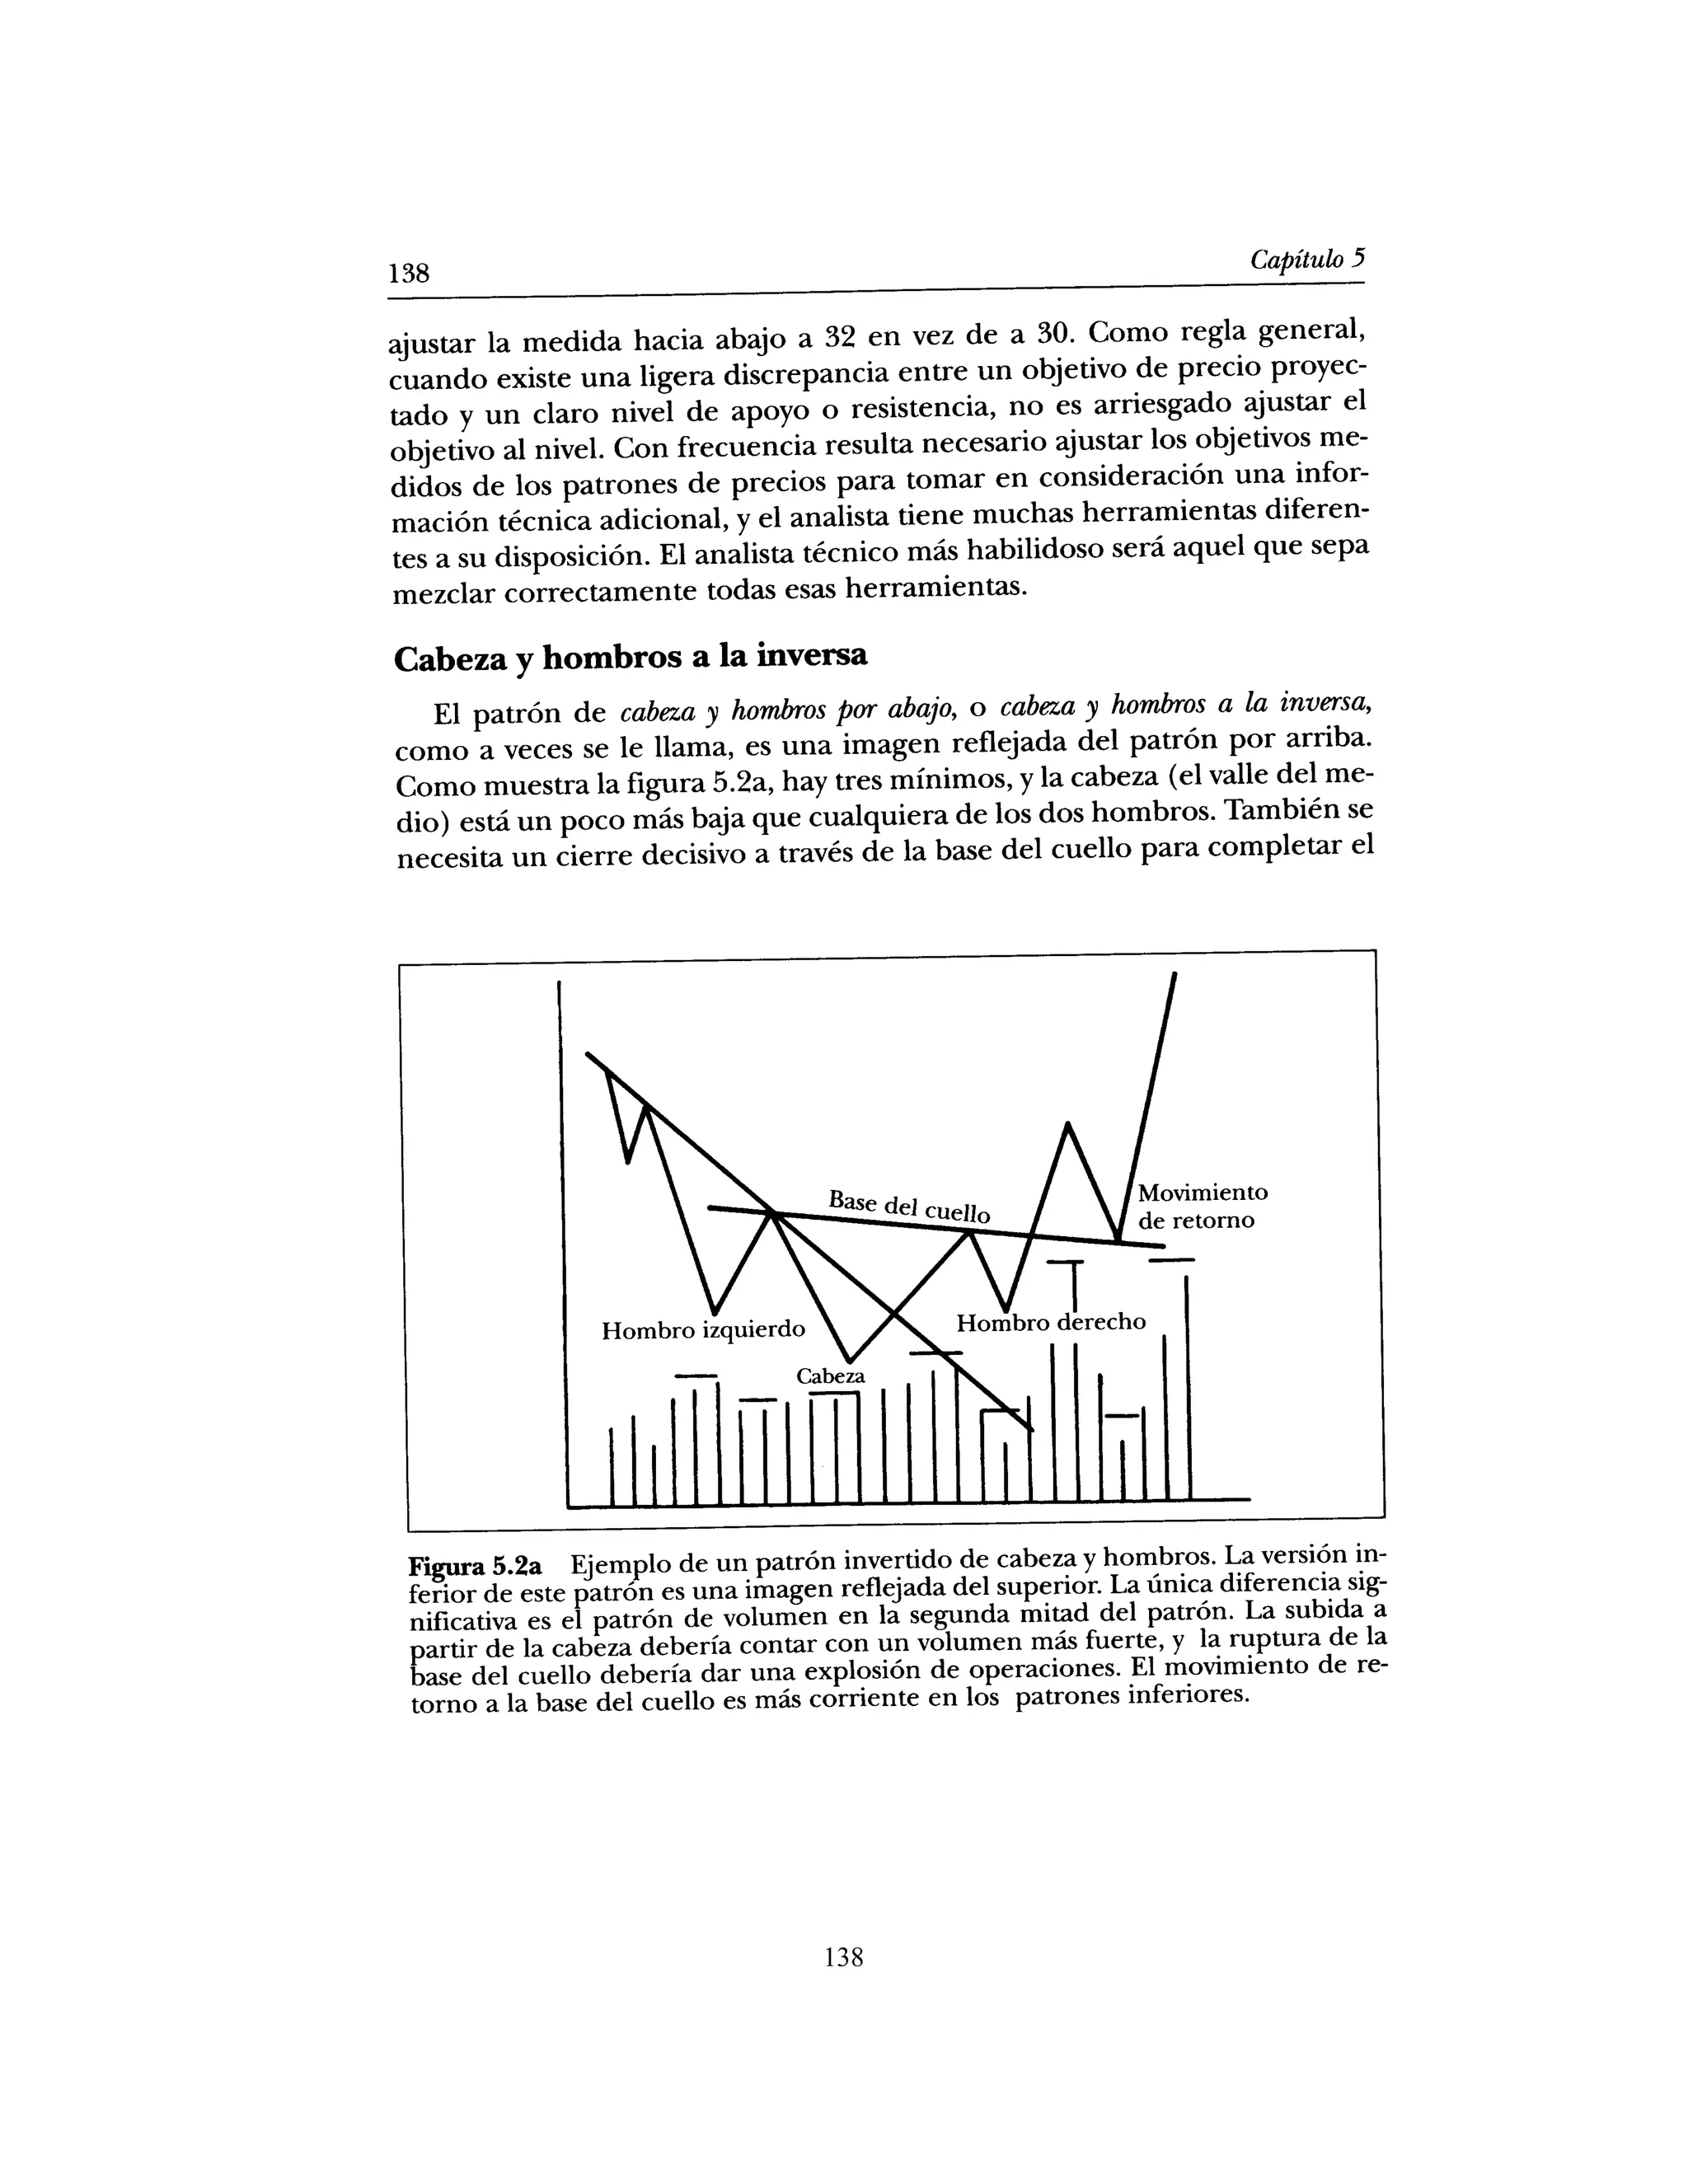 138
Capítulo 5
ajustar la medida hacia abajo a 32 en vez de a 30. Como regla general,
cuando existe una ligera discrepancia entre un objetivo de precio proyec-
tado y un claro nivel de apoyo o resistencia, no es arriesgado ajustar el
objetivo al nivel. Con frecuencia resulta necesario ajustar los objetivos me-
didos de los patrones de precios para tomar en consideración una infor-
mación técnica adicional, y el analista tiene muchas herramientas diferen-
tes a su disposición. El analista técnico más habilidoso será aquel que sepa
mezclar correctamente todas esas herramientas.
Cabeza y hombros a la inversa
El patrón de cabeza y hombros por abajo, o cabeza y hombros a la inversa,
como a veces se le llama, es una imagen reflejada del patrón por arriba.
Como muestra la figura 5.2a, hay tres mínimos, y la cabeza (el valle del me-
dio) está un poco más baja que cualquiera de los dos hombros. También se
necesita un cierre decisivo a través de la base del cuello para completar el
Base del cuello
Movimiento
de retorno
Hombro izquierdo
Hombro derecho
Cabeza
Figura 5.2a Ejemplo de un patrón invertido de cabeza y hombros. La versión in-
ferior de este patrón es una imagen reflejada del superior. La única diferencia sig-
nificativa es el patrón de volumen en la segunda mitad del patrón. La subida a
partir de la cabeza debería contar con un volumen más fuerte, y la ruptura de la
base del cuello debería dar una explosión de operaciones. El movimiento de re-
torno a la base del cuello es más corriente en los patrones inferiores.
138